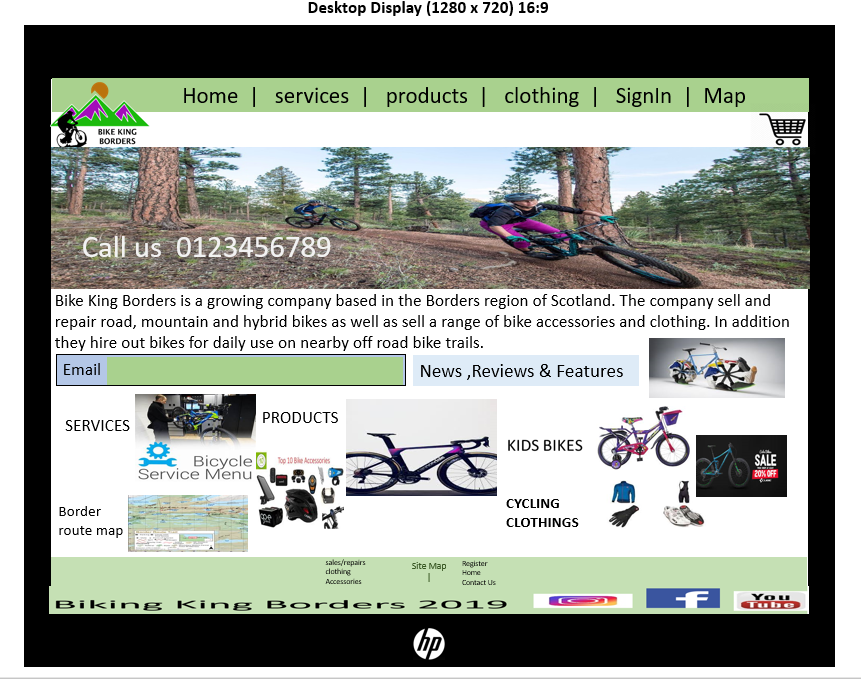 Desktop Display (1280 x 720) 16:9
Home | services | products | clothing | SignIn | Map
BIKE KING
BORDERS
Call us 0123456789
Bike King Borders is a growing company based in the Borders region of Scotland. The company sell and
repair road, mountain and hybrid bikes as well as sell a range of bike accessories and clothing. In addition
they hire out bikes for daily use on nearby off road bike trails.
Email
News ,Reviews & Features
SERVICES
PRODUCTS
KIDS BIKES
Bicycle
Service Menu
Top 10 Bike Accessories
SALE
20% OFF
CYCLING
CLOTHINGS
Border
route map
sales/repairs
clothing
Accessories
Site Map
|
Register
Home
Contact Us
Biking King Borders 2019
f
You
Tube
hp